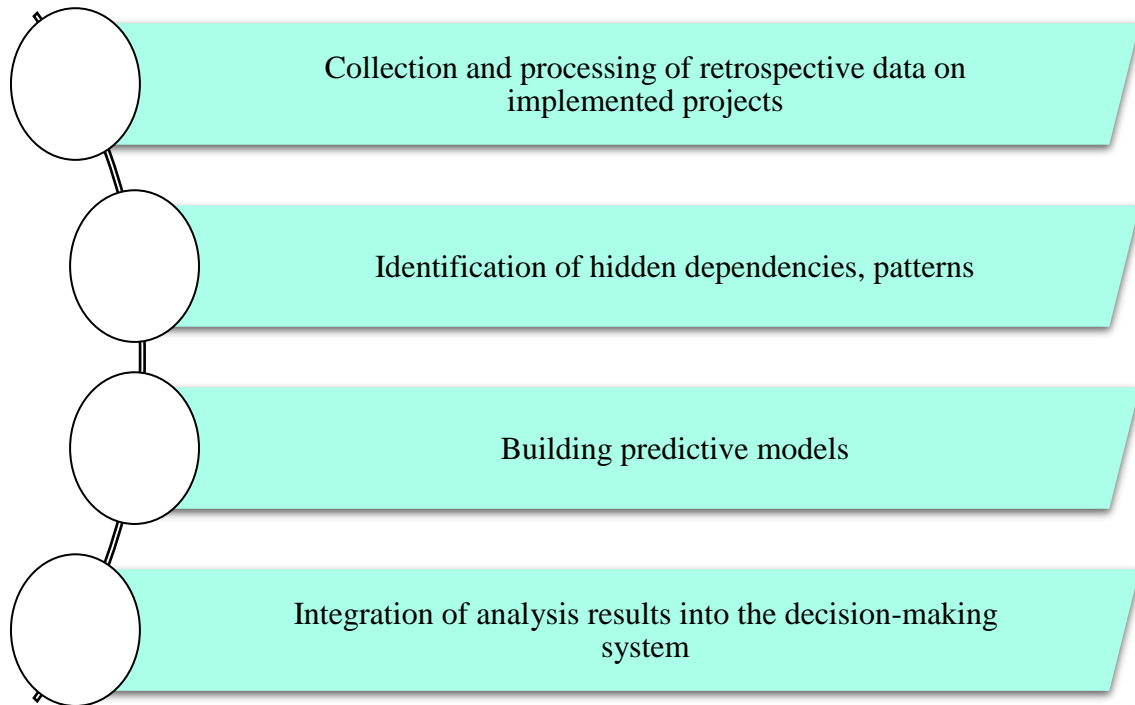 Collection and processing of retrospective data on
implemented projects
Identification of hidden dependencies, patterns
Building predictive models
Integration of analysis results into the decision-making
system